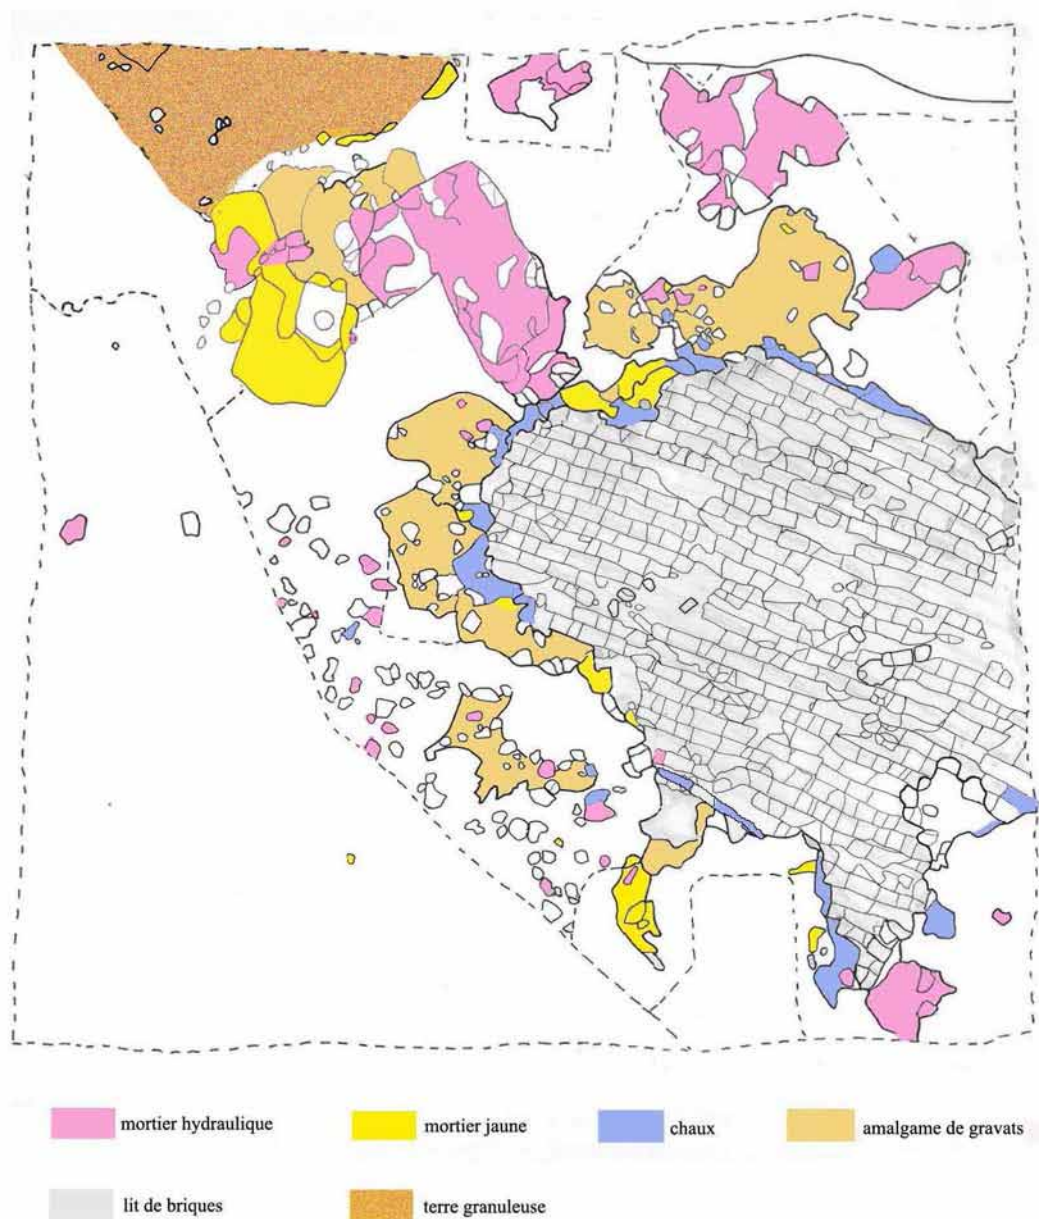 mortier hydraulique
mortier jaune
chaux
amalgame de gravats
lit de briques
terre granuleuse